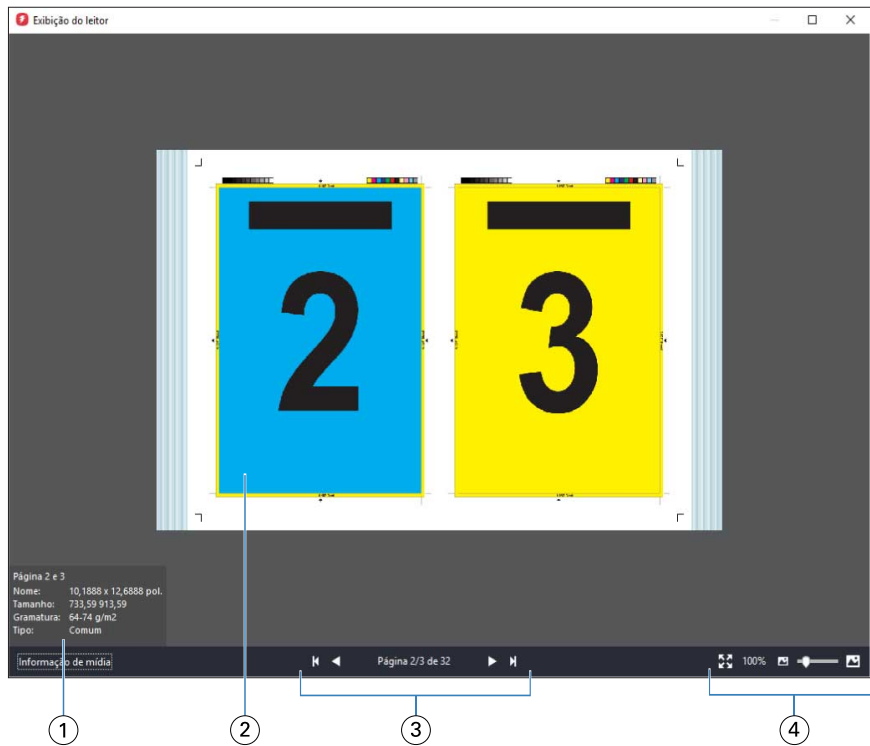 Exibição do leitor
2 3
Página 2 e 3
Nome: 10,1888 x 12,6888 pol.
Tamanho: 733,59 913,59
Gramatura: 64-74 g/m2
Tipo: Comum
Informação de mídia Página 2/3 de 32 100%
1 2 3 4